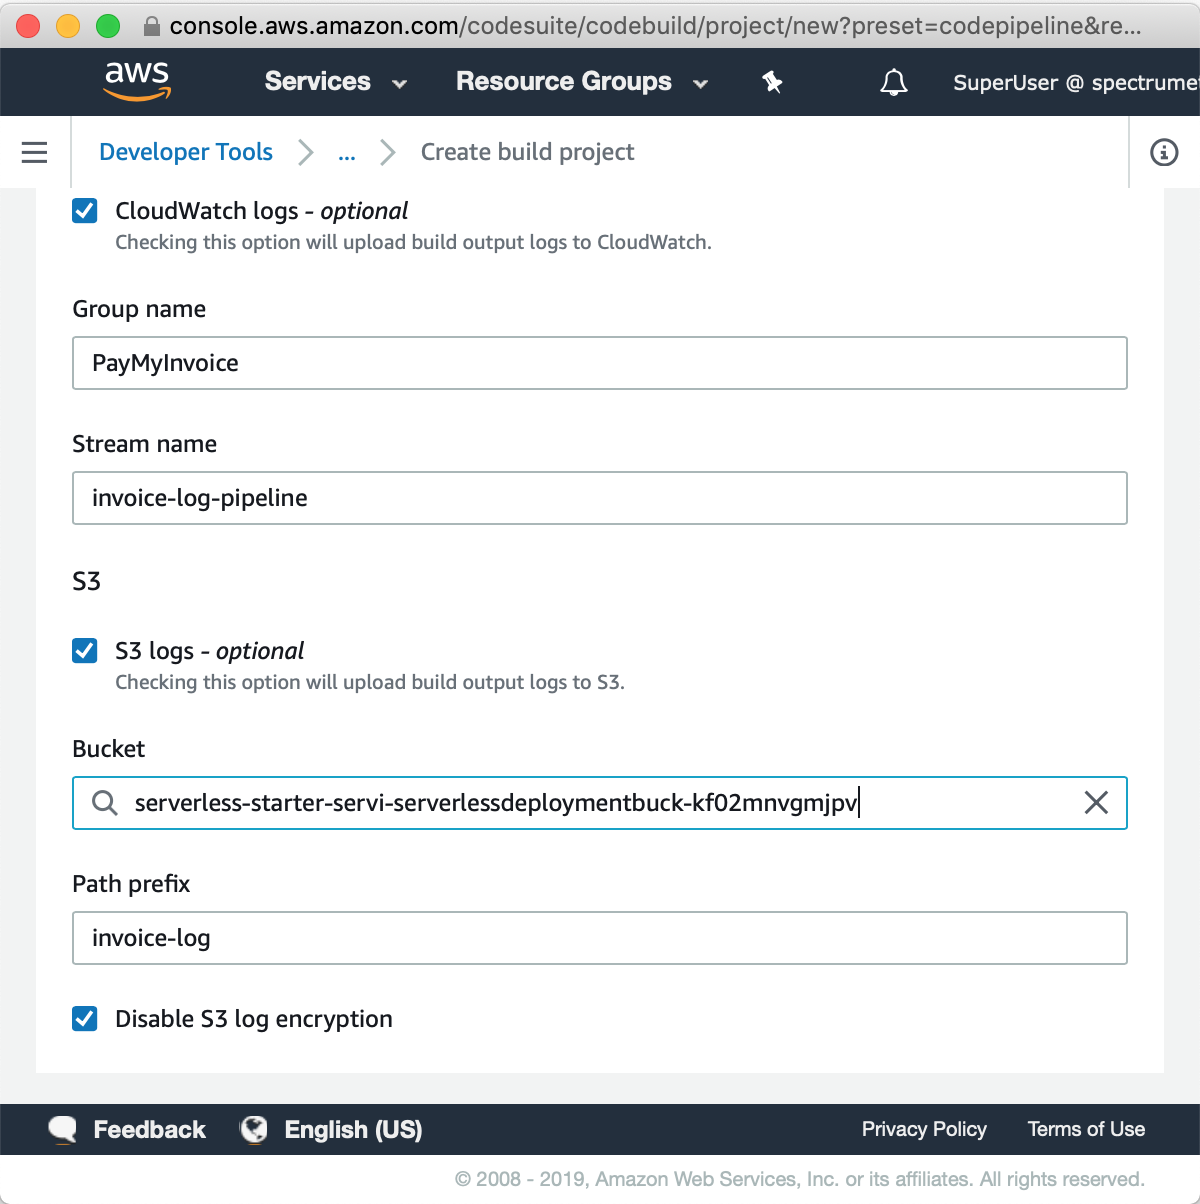 console.aws.amazon.com/codesuite/codebuild/project/new?preset=codepipeline&re...
aws Services Resource Groups SuperUser @ spectrume
Developer Tools ... Create build project
CloudWatch logs - optional
Checking this option will upload build output logs to CloudWatch.
Group name
PayMyInvoice
Stream name
invoice-log-pipeline
S3
S3 logs - optional
Checking this option will upload build output logs to S3.
Bucket
serverless-starter-servi-serverlessdeploymentbuck-kf02mnvgmjpv
Path prefix
invoice-log
Disable S3 log encryption
Feedback English (US) Privacy Policy Terms of Use
© 2008 - 2019, Amazon Web Services, Inc. or its affiliates. All rights reserved.